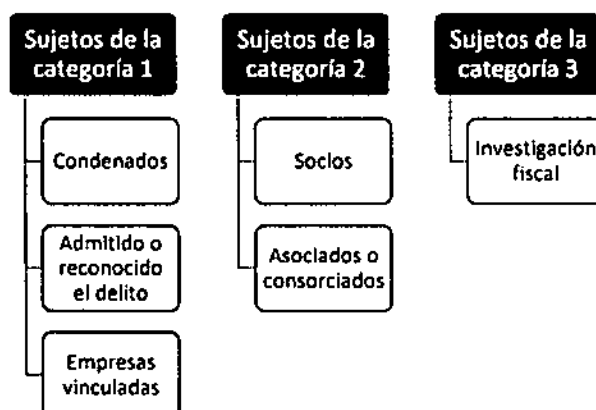 Sujetos de la
categoría 1
Condenados
Admitido o
reconocido
el delito
Empresas
vinculadas
Sujetos de la
categoría 2
Socios
Asociados o
consorciados
Sujetos de la
categoría 3
Investigación
fiscal